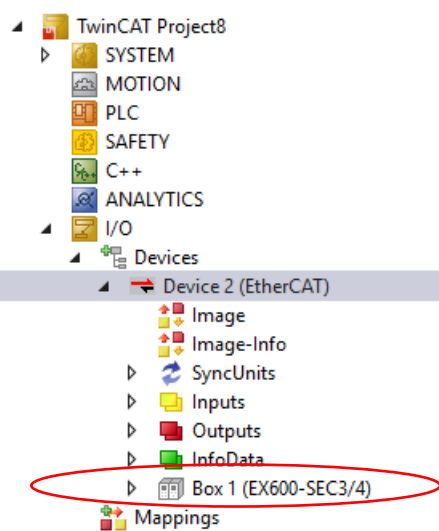 TwinCAT Project8
SYSTEM
MOTION
PLC
SAFETY
C++
ANALYTICS
I/O
Devices
Device 2 (EtherCAT)
Image
Image-Info
SyncUnits
Inputs
Outputs
InfoData
Box 1 (EX600-SEC3/4)
Mappings